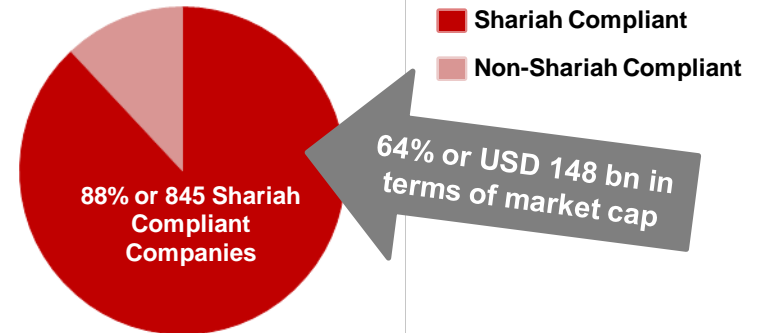 Shariah Compliant
Non-Shariah Compliant
64% or USD 148 bn in
terms of market cap
88% or 845 Shariah
Compliant
Companies